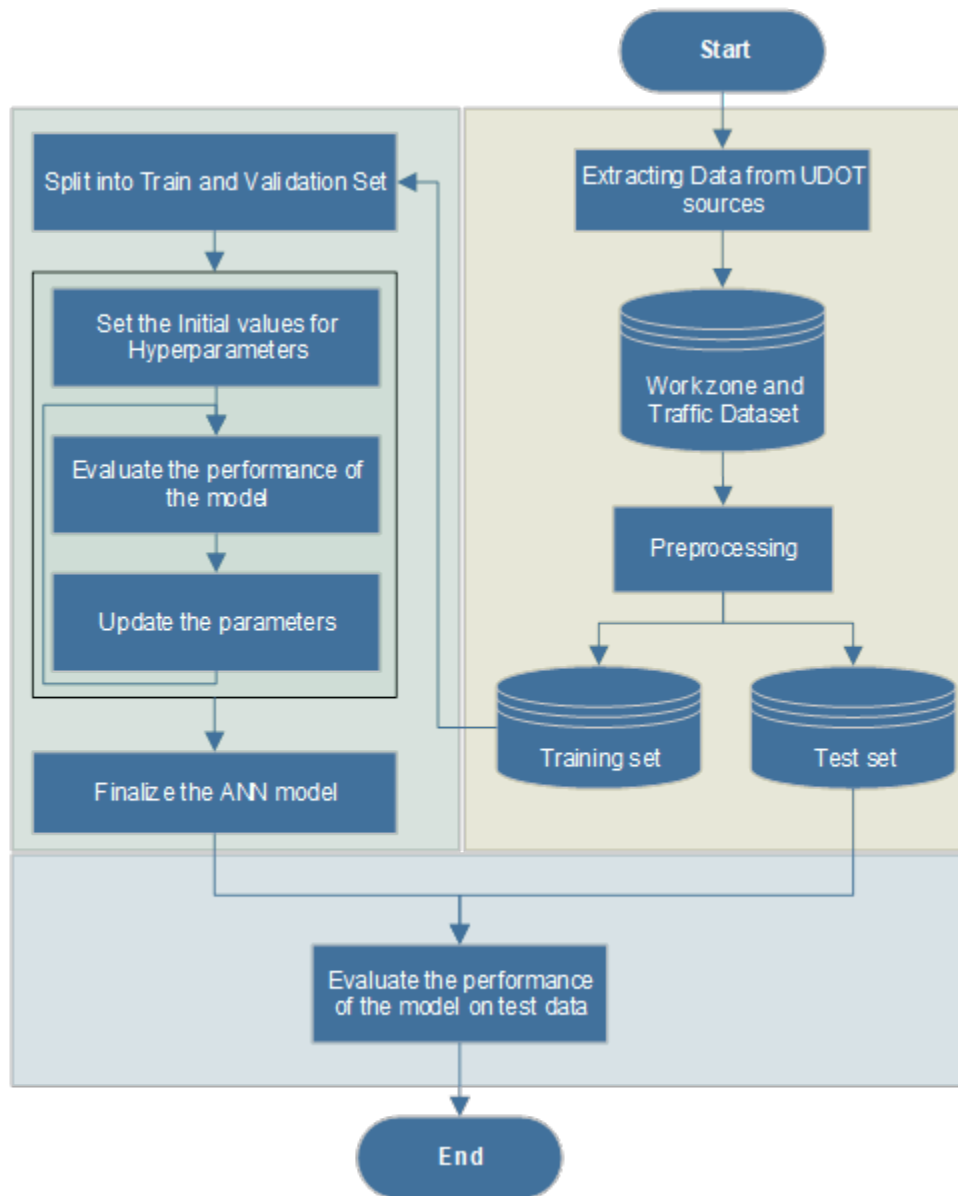 Start
Extracting Data from UDOT
sources
Workzone and
Traffic Dataset
Preprocessing
Training set
Test set
Split into Train and Validation Set
Set the Initial values for
Hyperparameters
Evaluate the performance of
the model
Update the parameters
Finalize the ANN model
Evaluate the performance
of the model on test data
End